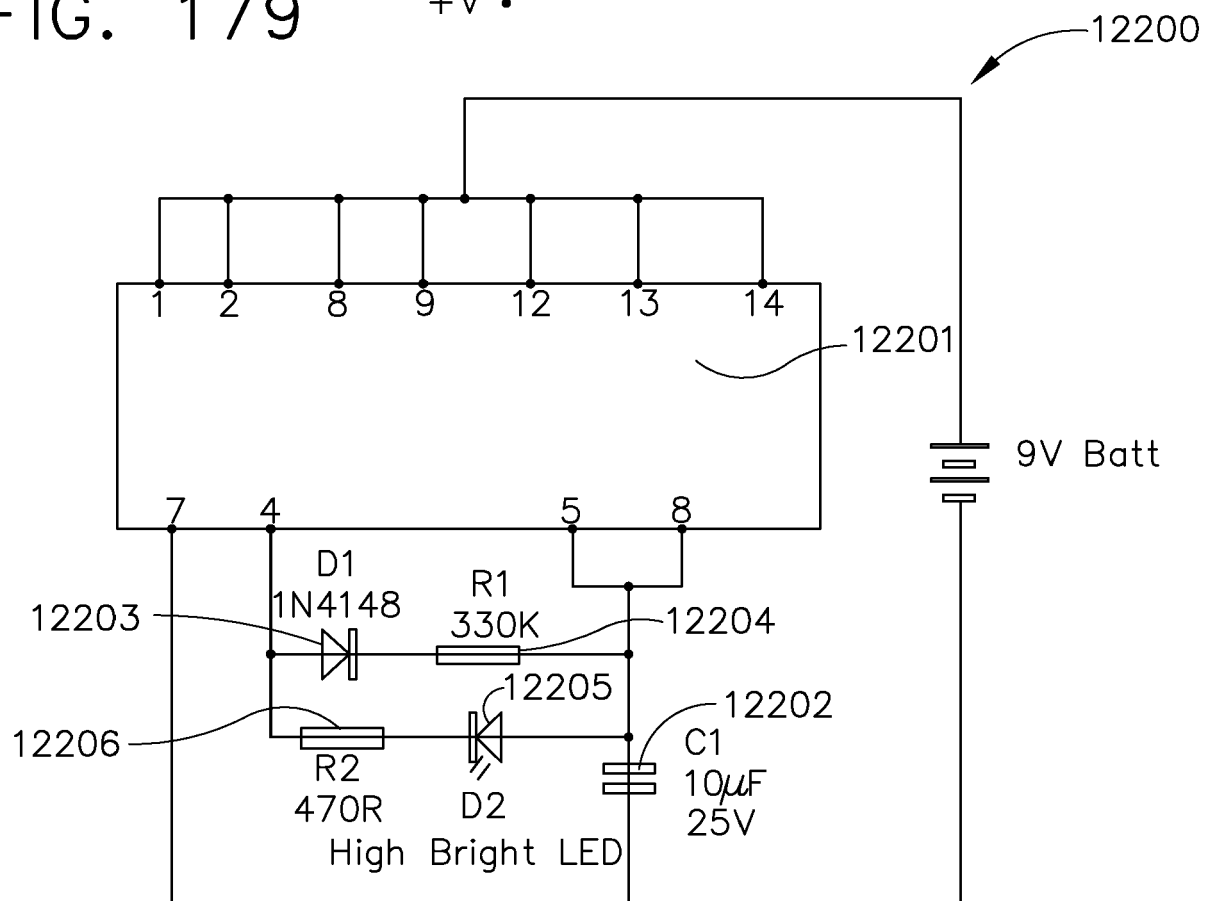 FIG. 179
+V
12200
1 2 8 9 12 13 14
12201
9V Batt
7 4 5 8
D1
1N4148
R1
330K
12203
12204
12205
12202
12206
R2
470R
D2
C1
10µF
25V
High Bright LED